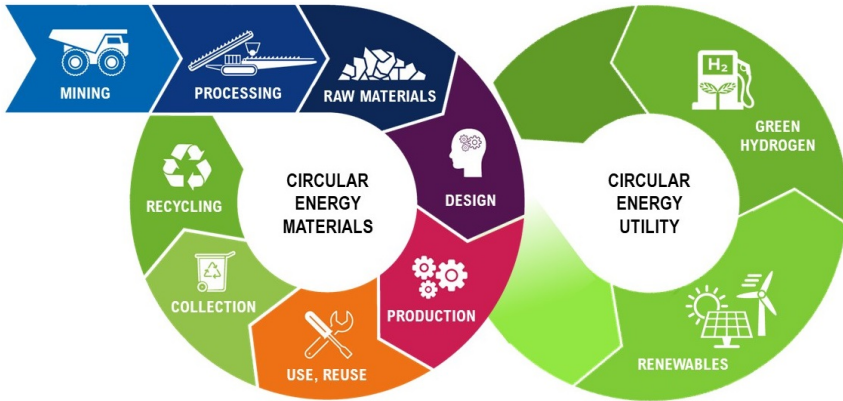 MINING
PROCESSING
RAW MATERIALS
DESIGN
PRODUCTION
USE, REUSE
COLLECTION
RECYCLING
CIRCULAR
ENERGY
MATERIALS
H2
GREEN
HYDROGEN
RENEWABLES
CIRCULAR
ENERGY
UTILITY